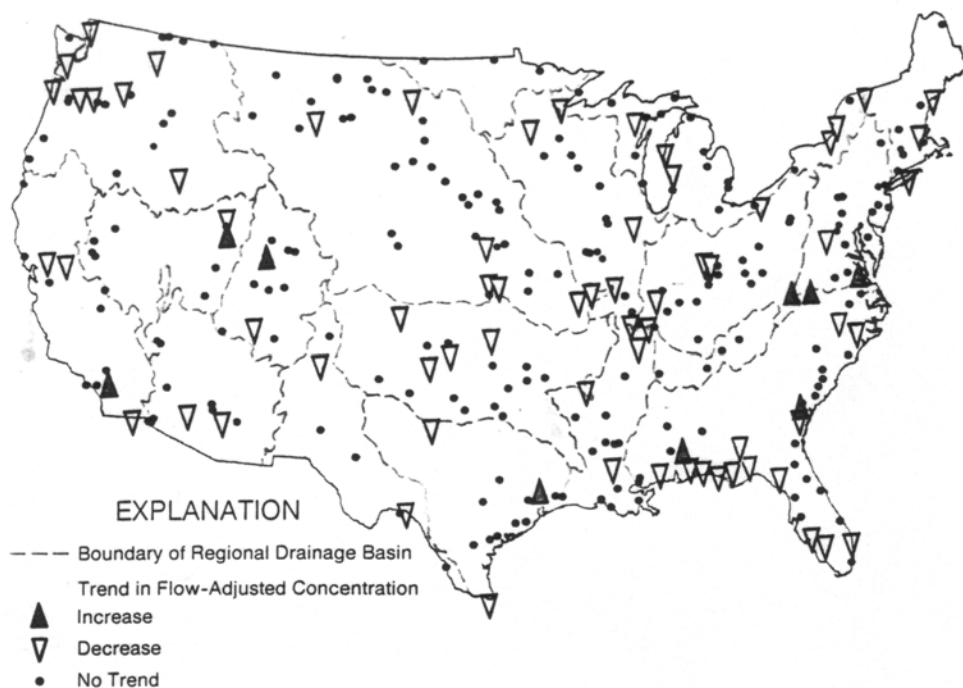 EXPLANATION
Boundary of Regional Drainage Basin
Trend in Flow-Adjusted Concentration
Increase
Decrease
No Trend